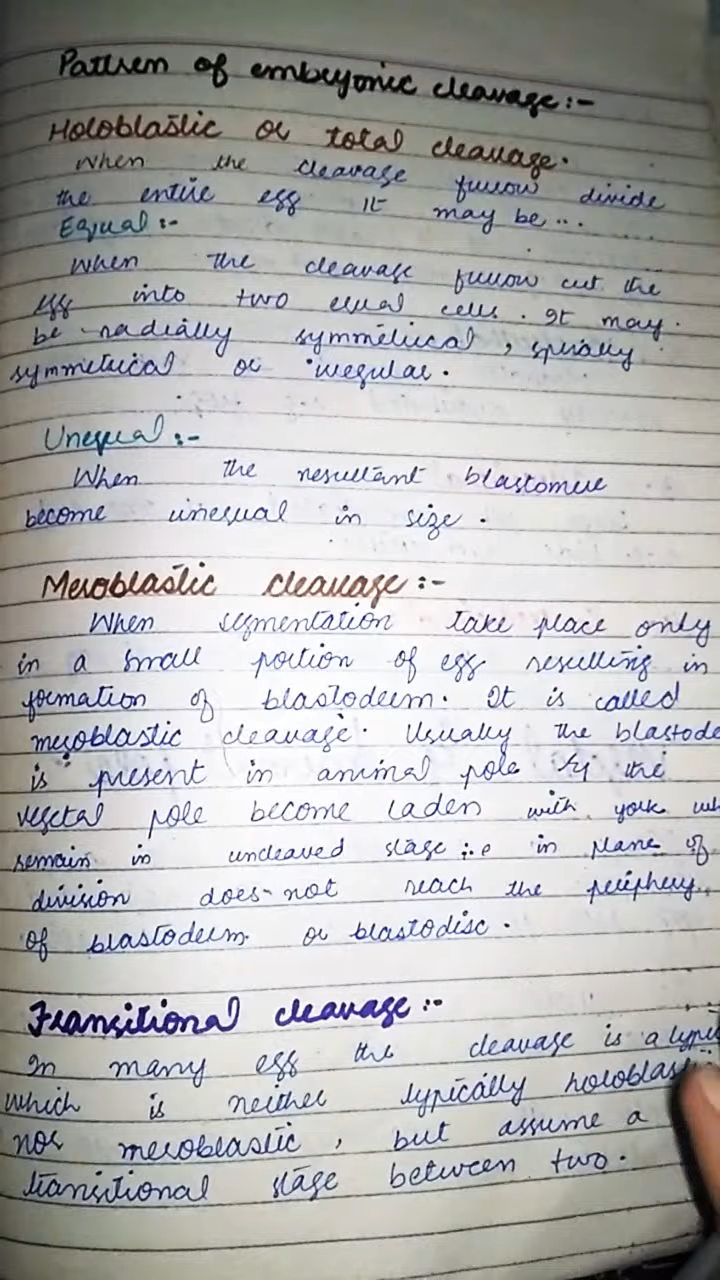 Pattern of embryonic cleavage:-
Holoblastic or total cleavage.
When the cleavage furrow divide
the entire egg it may be...
Equal:-
When the cleavage furrow cut the
egg into two equal cells. It may.
be radially symmetrical, spirally
symmetrical or irregular.
Unequal:-
When the resultant blastomere
become unequal in size.
Meroblastic cleavage:-
When segmentation take place only
in a small portion of egg resulting in
formation of blastoderm. It is called
meroblastic cleavage. Usually the blastode
is present in animal pole the
vegetal pole become laden with york wh
remain in uncleaved stage i.e in plane of
division does-not reach the periphery
of blastoderm or blastodisc.
Transitional cleavage:-
In many egg the cleavage is a typi
which is neither typically holoblasti
nor meroblastic, but assume a
transitional stage between two.